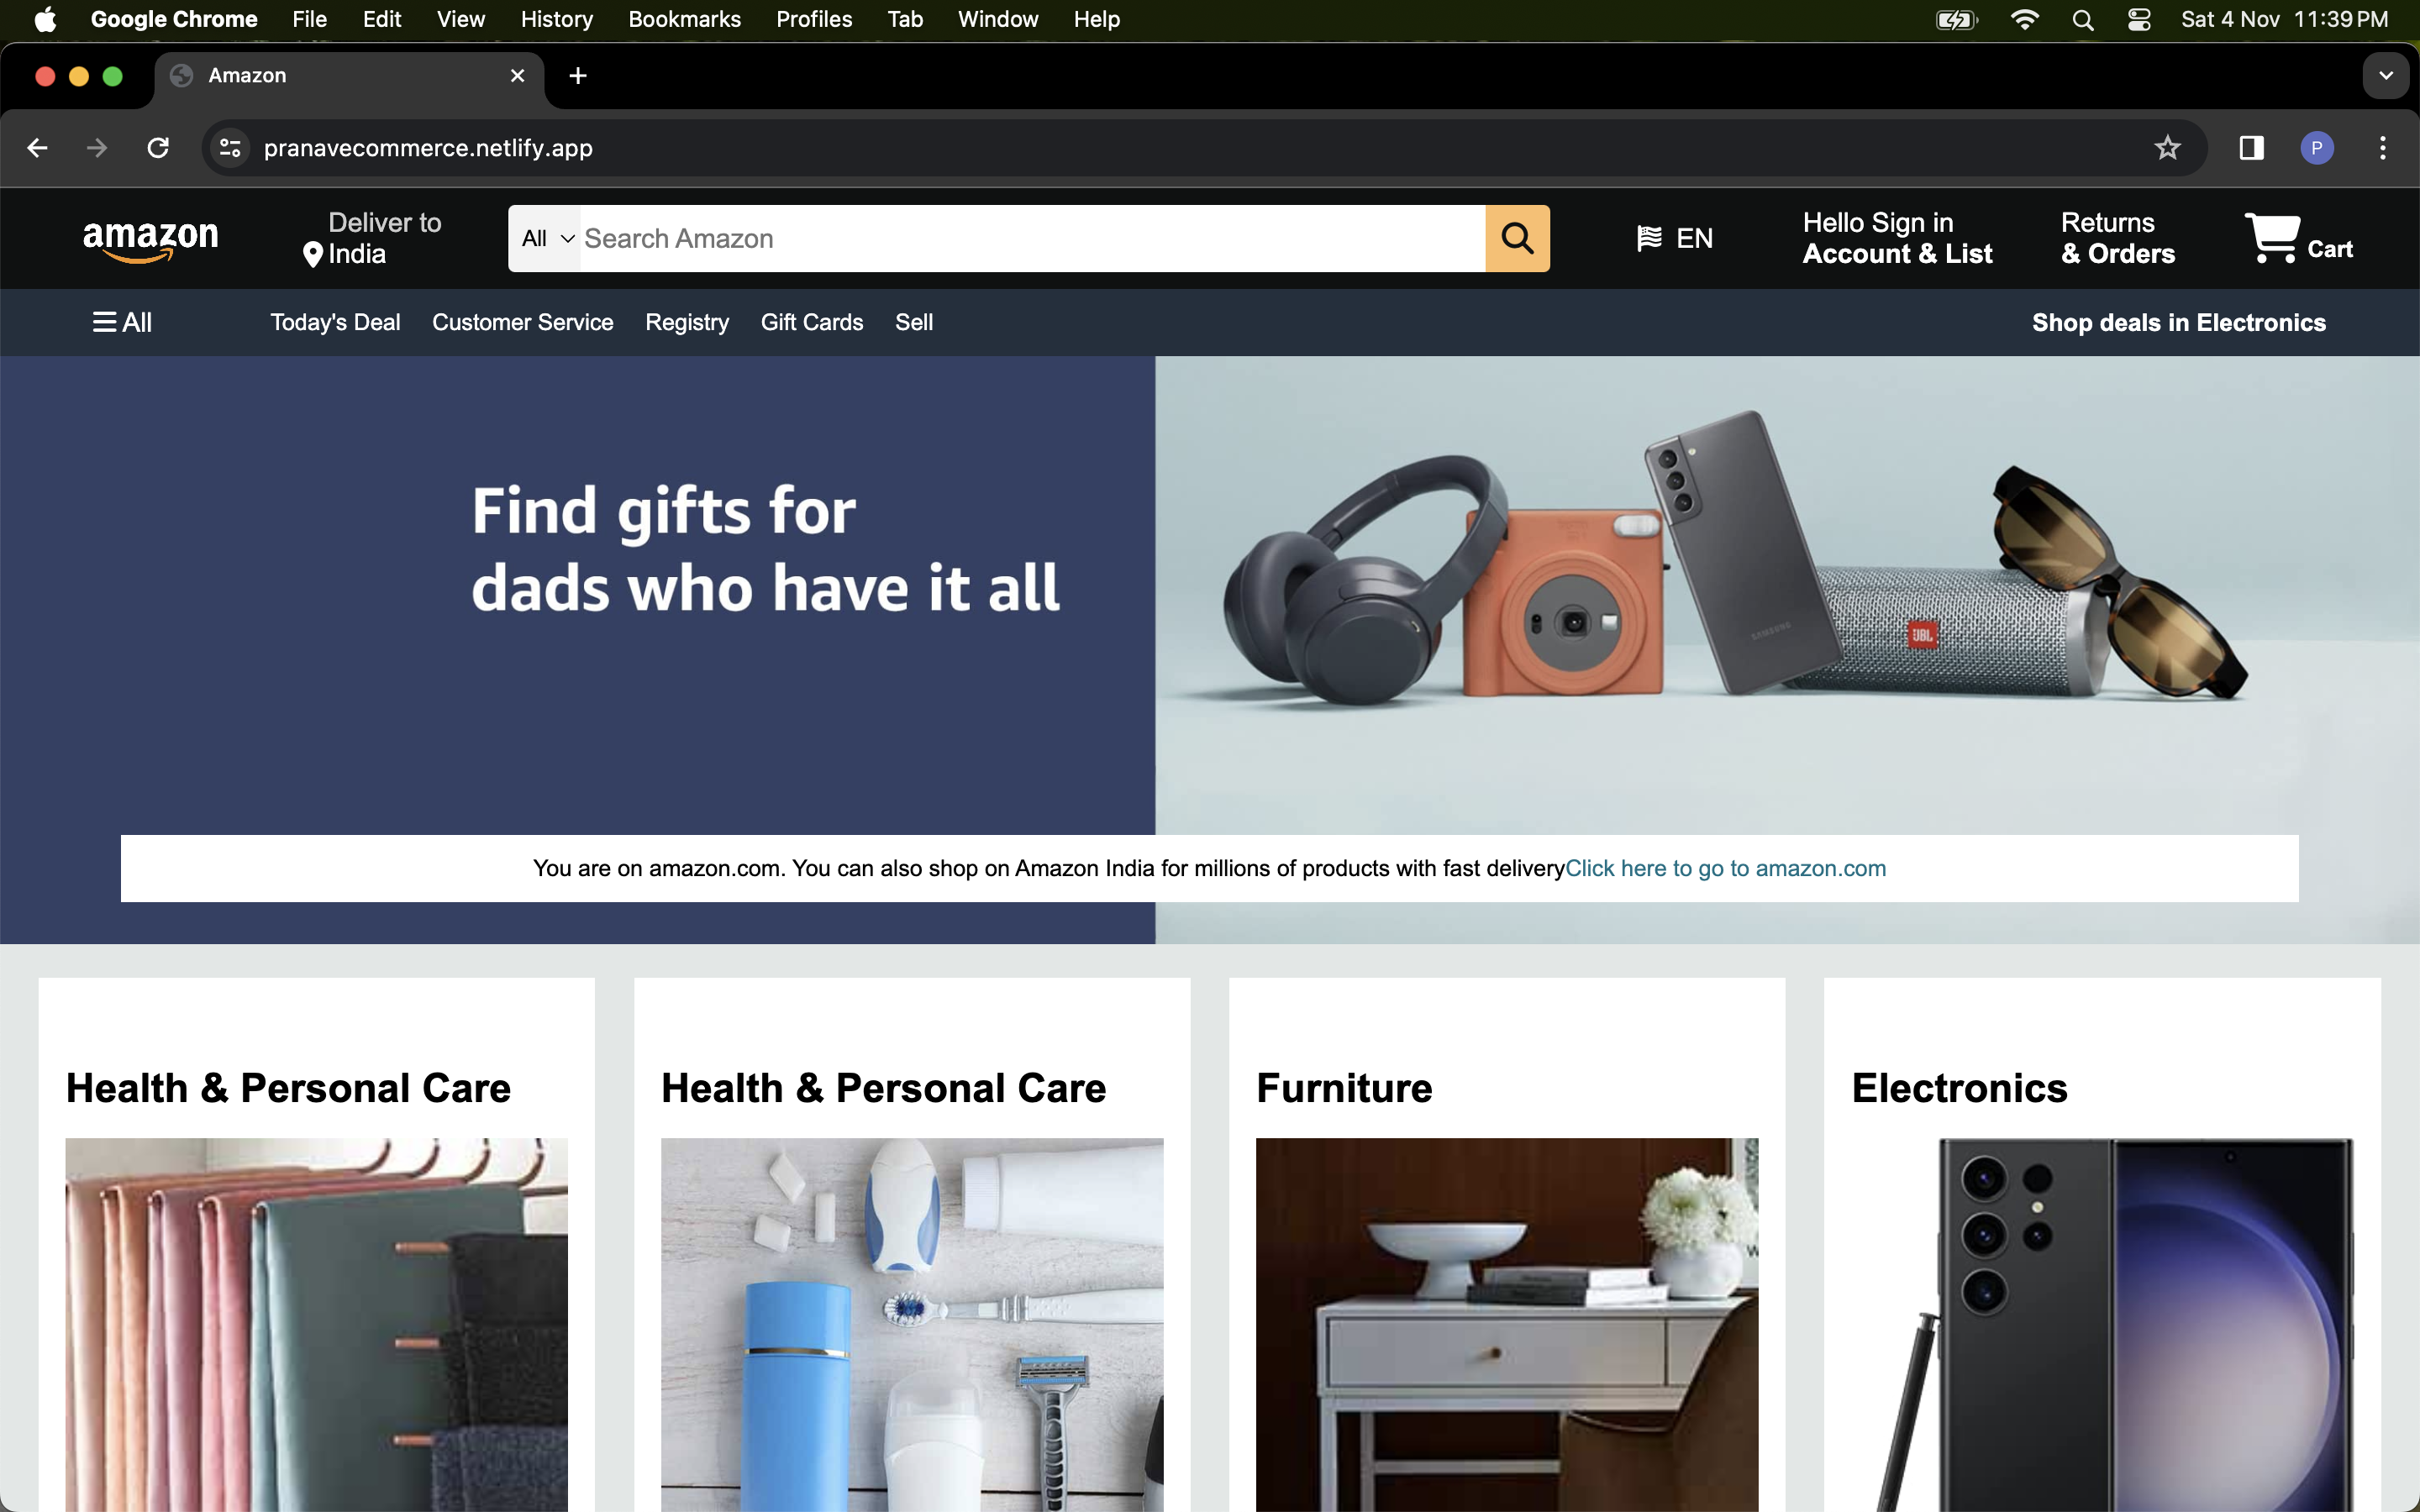 Google Chrome File Edit View History Bookmarks Profiles Tab Window Help Sat 4 Nov 11:39 PM
Amazon
pranavecommerce.netlify.app
P
amazon
Deliver to
India
All
Search Amazon
EN
Hello Sign in
Account & List
Returns
& Orders
Cart
All Today's Deal Customer Service Registry Gift Cards Sell Shop deals in Electronics
Find gifts for
dads who have it all
SAMSUNG
JBL
You are on amazon.com. You can also shop on Amazon India for millions of products with fast deliveryClick here to go to amazon.com
Health & Personal Care
Health & Personal Care
Furniture
Electronics